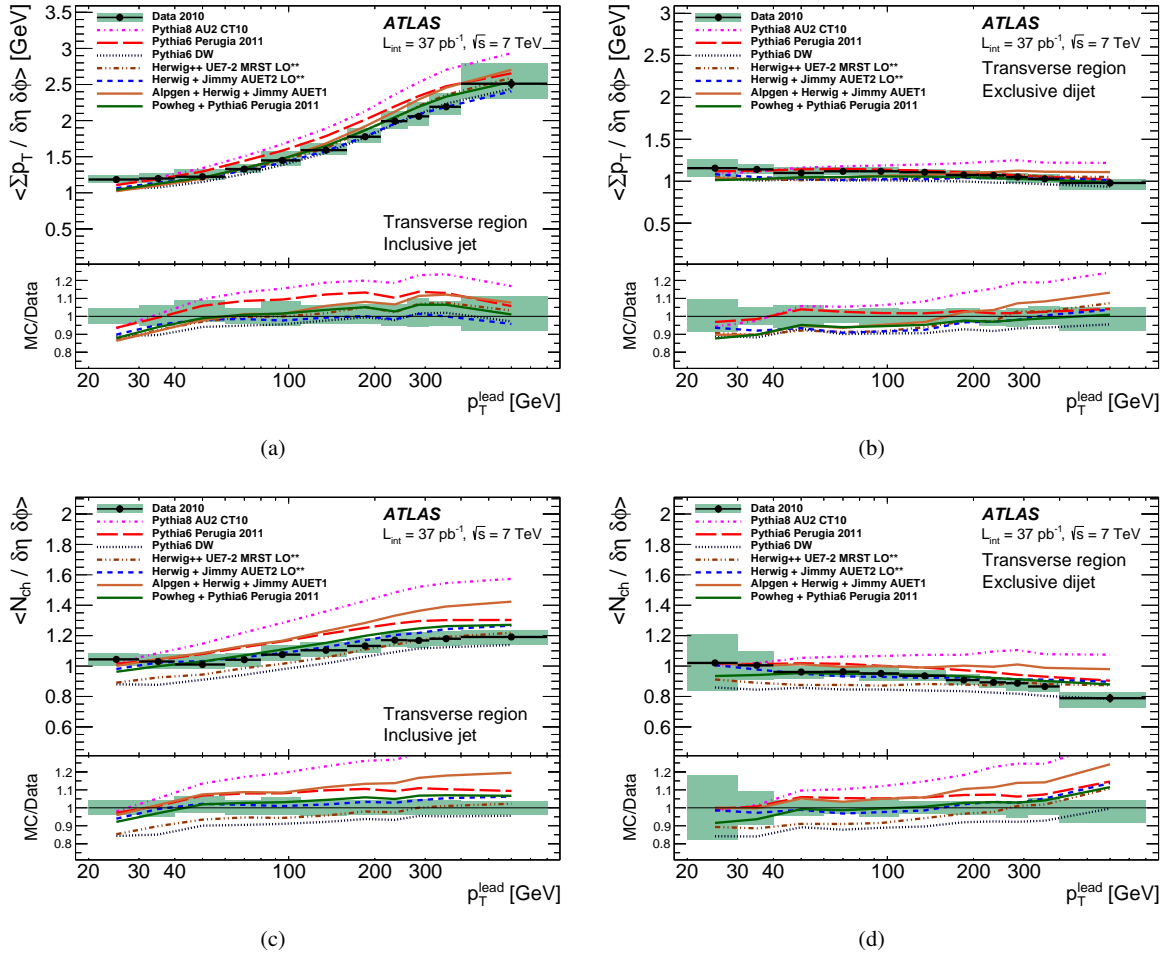 <Σp_T / δη δφ> [GeV]
3.5
3
2.5
2
1.5
1
0.5
Data 2010
Pythia8 AU2 CT10
Pythia6 Perugia 2011
Pythia6 DW
Herwig++ UE7-2 MRST LO**
Herwig + Jimmy AUET2 LO**
Alpgen + Herwig + Jimmy AUET1
Powheg + Pythia6 Perugia 2011
ATLAS
L_int = 37 pb^-1, √s = 7 TeV
Transverse region
Inclusive jet
MC/Data
1.2
1.1
1
0.9
0.8
20 30 40 100 200 300
p_T^lead [GeV]
(a)
<Σp_T / δη δφ> [GeV]
3
2.5
2
1.5
1
0.5
Data 2010
Pythia8 AU2 CT10
Pythia6 Perugia 2011
Pythia6 DW
Herwig++ UE7-2 MRST LO**
Herwig + Jimmy AUET2 LO**
Alpgen + Herwig + Jimmy AUET1
Powheg + Pythia6 Perugia 2011
ATLAS
L_int = 37 pb^-1, √s = 7 TeV
Transverse region
Exclusive dijet
MC/Data
1.2
1.1
1
0.9
0.8
20 30 40 100 200 300
p_T^lead [GeV]
(b)
<N_ch / δη δφ>
2
1.8
1.6
1.4
1.2
1
0.8
0.6
Data 2010
Pythia8 AU2 CT10
Pythia6 Perugia 2011
Pythia6 DW
Herwig++ UE7-2 MRST LO**
Herwig + Jimmy AUET2 LO**
Alpgen + Herwig + Jimmy AUET1
Powheg + Pythia6 Perugia 2011
ATLAS
L_int = 37 pb^-1, √s = 7 TeV
Transverse region
Inclusive jet
MC/Data
1.2
1.1
1
0.9
0.8
20 30 40 100 200 300
p_T^lead [GeV]
(c)
<N_ch / δη δφ>
2
1.8
1.6
1.4
1.2
1
0.8
0.6
Data 2010
Pythia8 AU2 CT10
Pythia6 Perugia 2011
Pythia6 DW
Herwig++ UE7-2 MRST LO**
Herwig + Jimmy AUET2 LO**
Alpgen + Herwig + Jimmy AUET1
Powheg + Pythia6 Perugia 2011
ATLAS
L_int = 37 pb^-1, √s = 7 TeV
Transverse region
Exclusive dijet
MC/Data
1.2
1.1
1
0.9
0.8
20 30 40 100 200 300
p_T^lead [GeV]
(d)